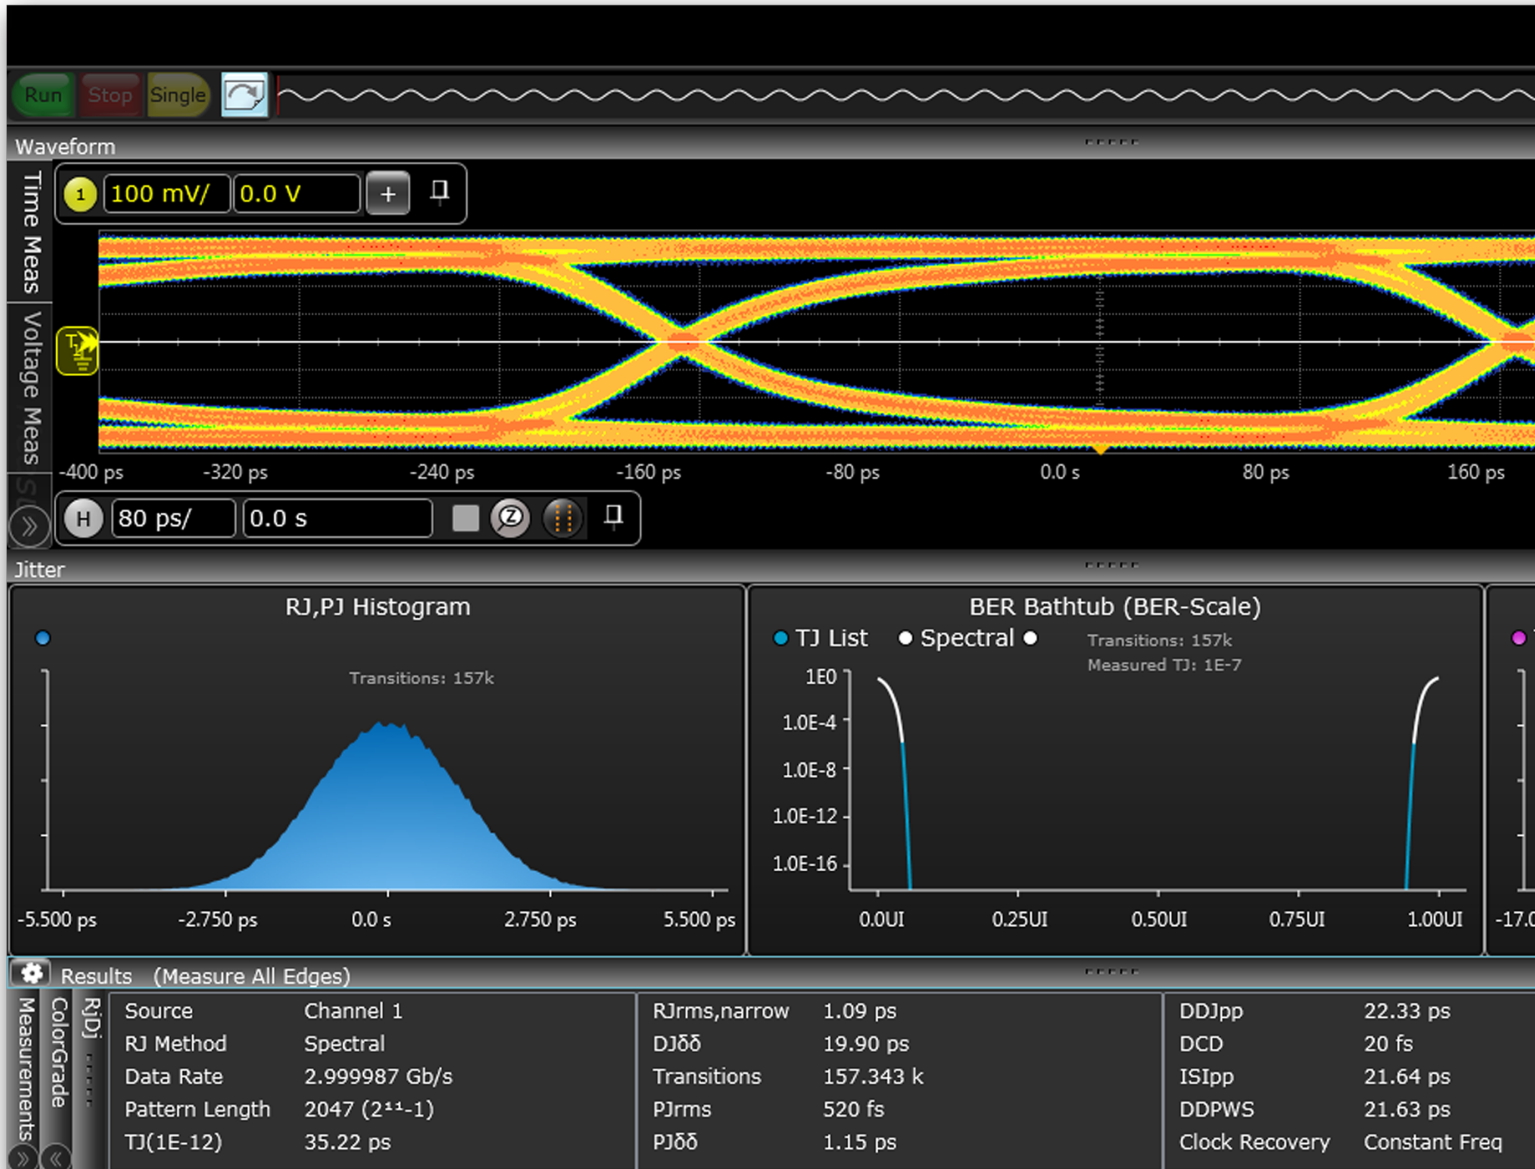 Run Stop Single
Waveform
Time Meas
Voltage Meas
1 100 mV/ 0.0 V +
-400 ps -320 ps -240 ps -160 ps -80 ps 0.0 s 80 ps 160 ps
H 80 ps/ 0.0 s Z
Jitter
RJ,PJ Histogram
Transitions: 157k
-5.500 ps -2.750 ps 0.0 s 2.750 ps 5.500 ps
BER Bathtub (BER-Scale)
TJ List Spectral
Transitions: 157k
Measured TJ: 1E-7
1E0
1.0E-4
1.0E-8
1.0E-12
1.0E-16
0.0UI 0.25UI 0.50UI 0.75UI 1.00UI
Results (Measure All Edges)
Measurements
ColorGrade
RjDj
Source Channel 1
RJ Method Spectral
Data Rate 2.999987 Gb/s
Pattern Length 2047 (2¹¹-1)
TJ(1E-12) 35.22 ps
RJrms,narrow 1.09 ps
DJδδ 19.90 ps
Transitions 157.343 k
PJrms 520 fs
PJδδ 1.15 ps
DDJpp 22.33 ps
DCD 20 fs
ISIpp 21.64 ps
DDPWS 21.63 ps
Clock Recovery Constant Freq